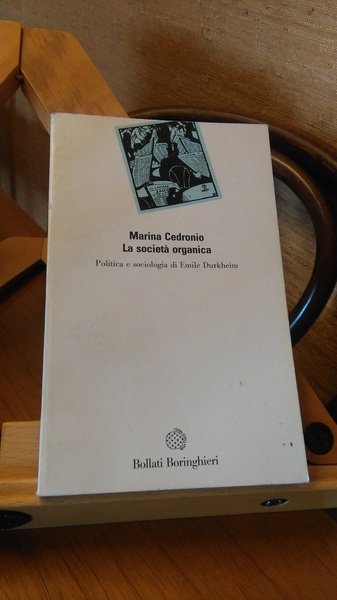 Marina Cedronio
La società organica
Politica e sociologia di Emile Durkheim
Bollati Boringhieri